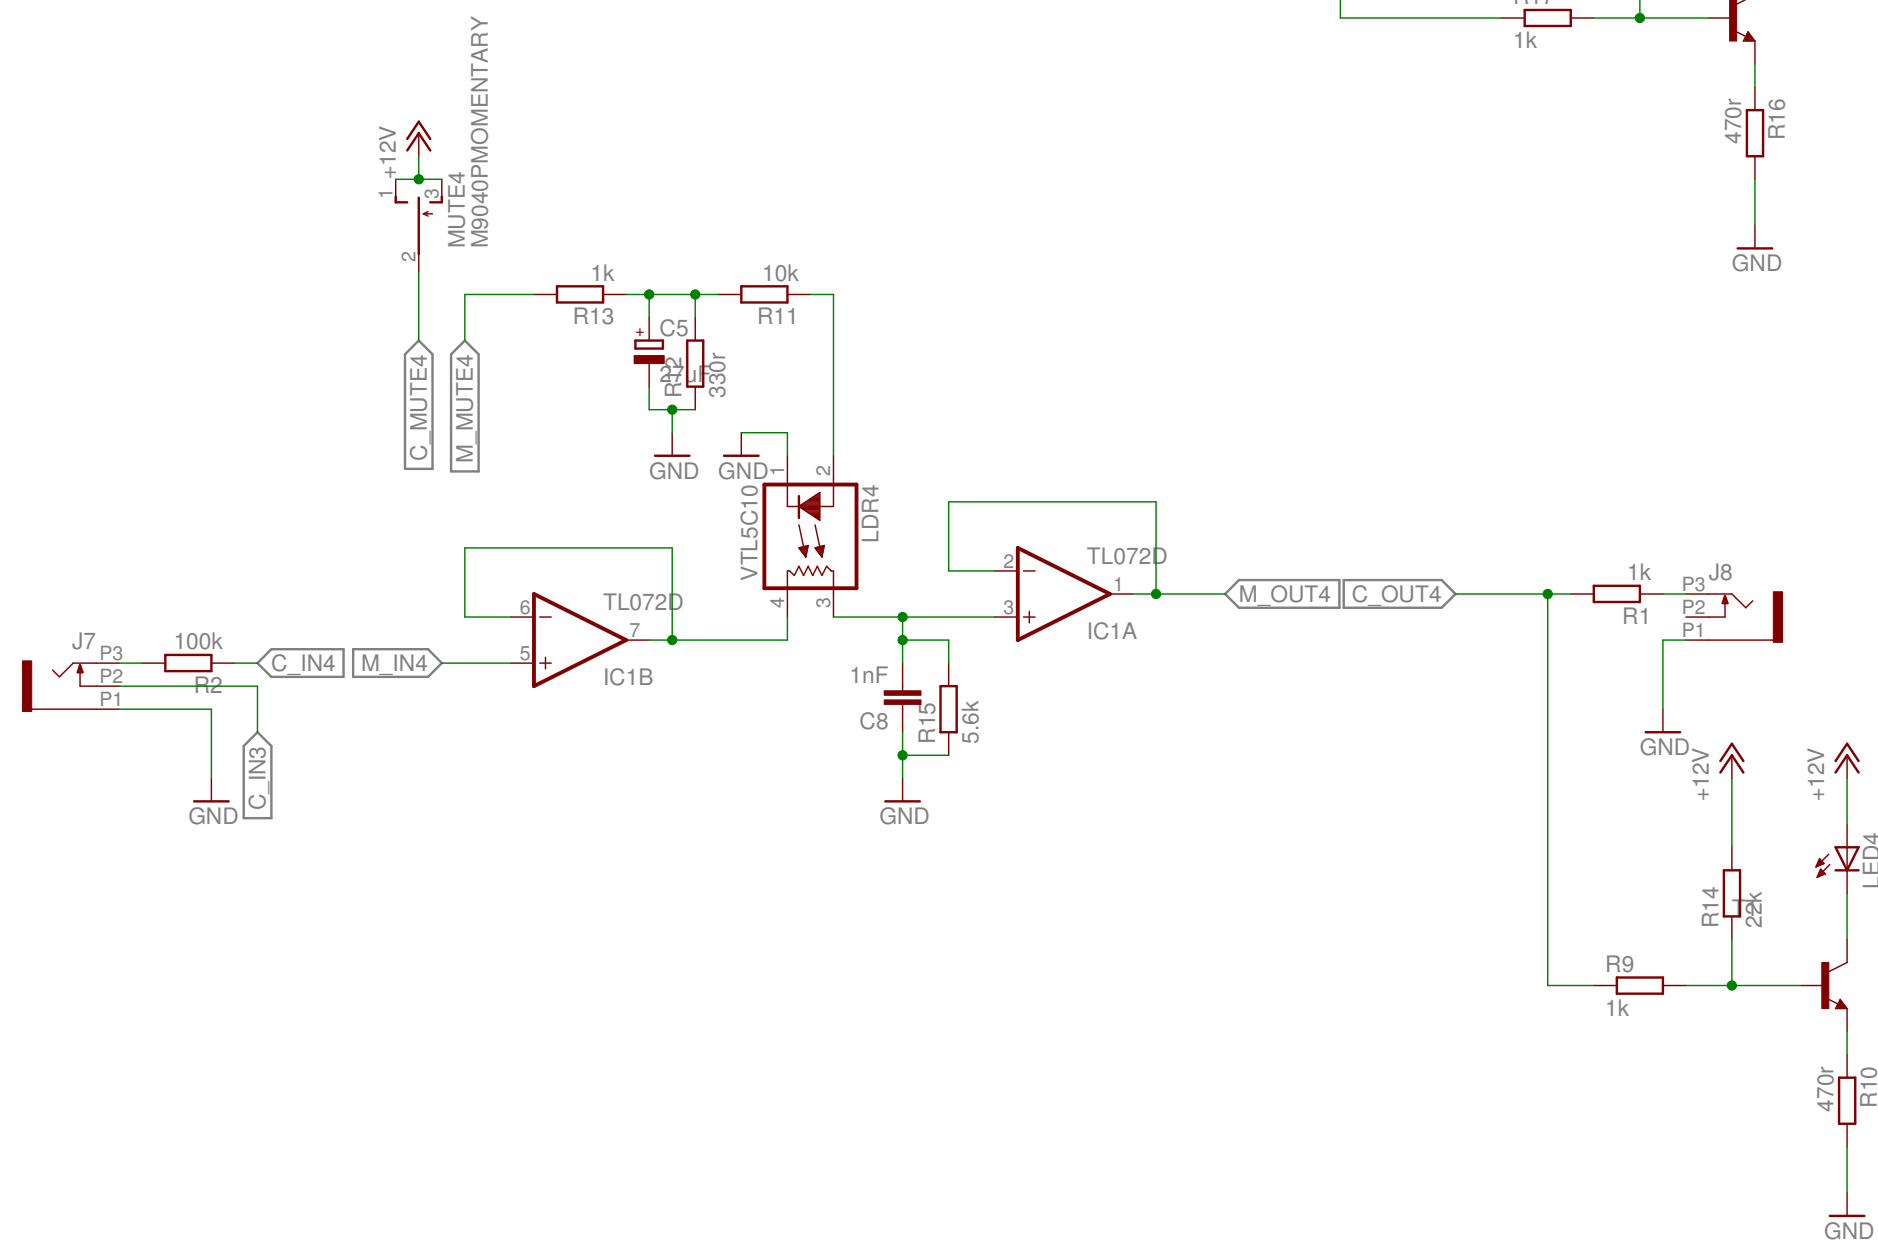 1k
470r
R16
GND
+12V
1
3
2
MUTE4
M9040PMOMENTARY
C_MUTE4
M_MUTE4
1k
R13
10k
R11
+
C5
27uF
R12
330r
GND
GND
1
2
VTL5C10
LDR4
4
3
TL072D
6
5
7
IC1B
TL072D
2
3
1
IC1A
M_OUT4
C_OUT4
1k
R1
P3
P2
P1
J8
GND
J7
P3
P2
P1
100k
R2
C_IN4
M_IN4
C_IN3
GND
1nF
C8
R15
5.6k
GND
+12V
+12V
LED4
R14
22k
R9
1k
470r
R10
GND